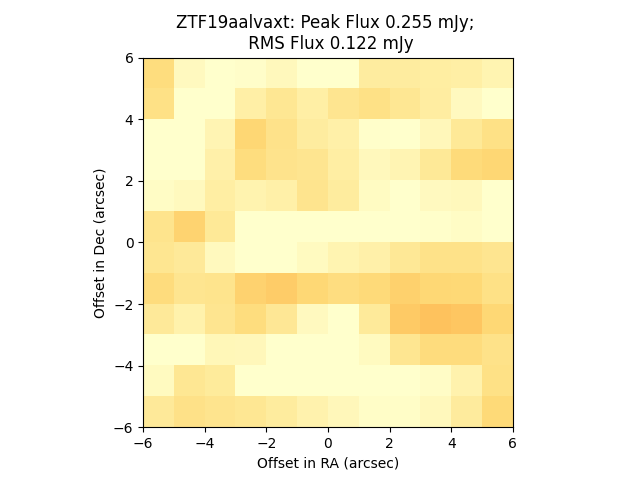 ZTF19aalvaxt: Peak Flux 0.255 mJy;
RMS Flux 0.122 mJy
6
4
2
0
−2
−4
−6
Offset in Dec (arcsec)
−6 −4 −2 0 2 4 6
Offset in RA (arcsec)